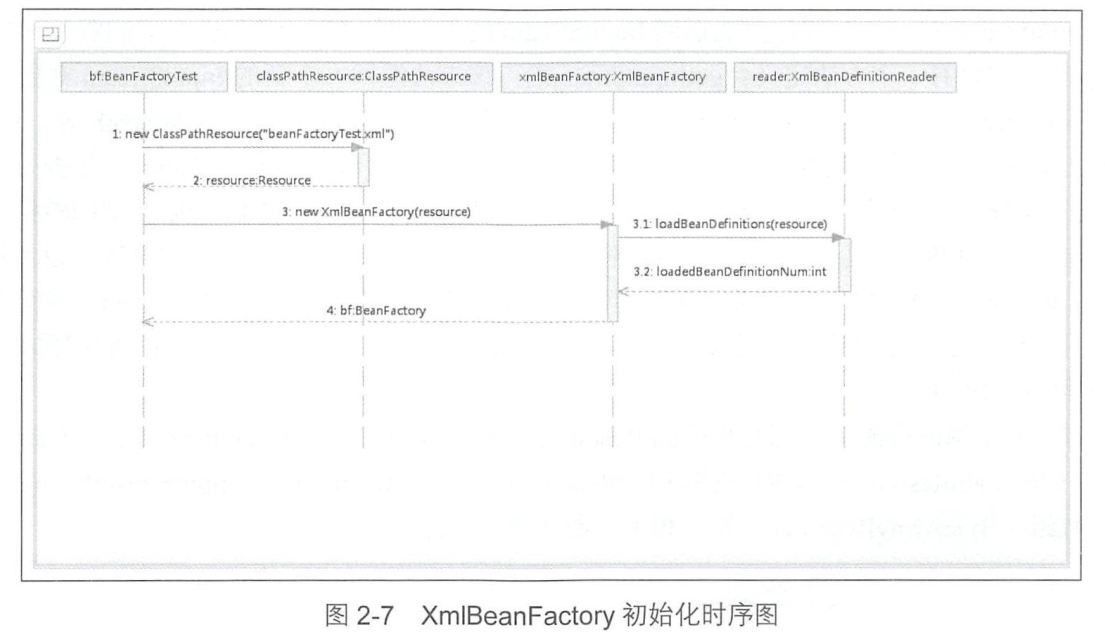 bf:BeanFactoryTest
classPathResource:ClassPathResource
xmlBeanFactory:XmlBeanFactory
reader:XmlBeanDefinitionReader
1: new ClassPathResource("beanFactoryTest.xml")
2: resource:Resource
3: new XmlBeanFactory(resource)
3.1: loadBeanDefinitions(resource)
3.2: loadedBeanDefinitionNum:int
4: bf:BeanFactory
图 2-7 XmlBeanFactory 初始化时序图